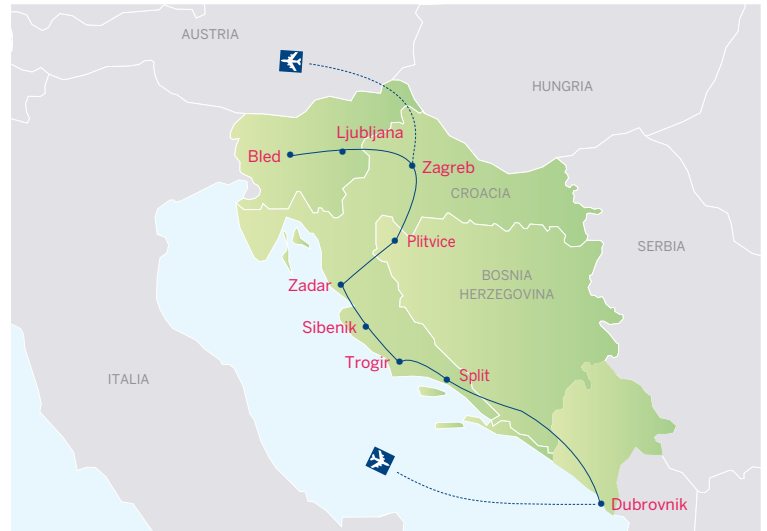 AUSTRIA
HUNGRIA
Ljubljana
Bled
Zagreb
CROACIA
Plitvice
SERBIA
BOSNIA
HERZEGOVINA
Zadar
Sibenik
Trogir
Split
ITALIA
Dubrovnik